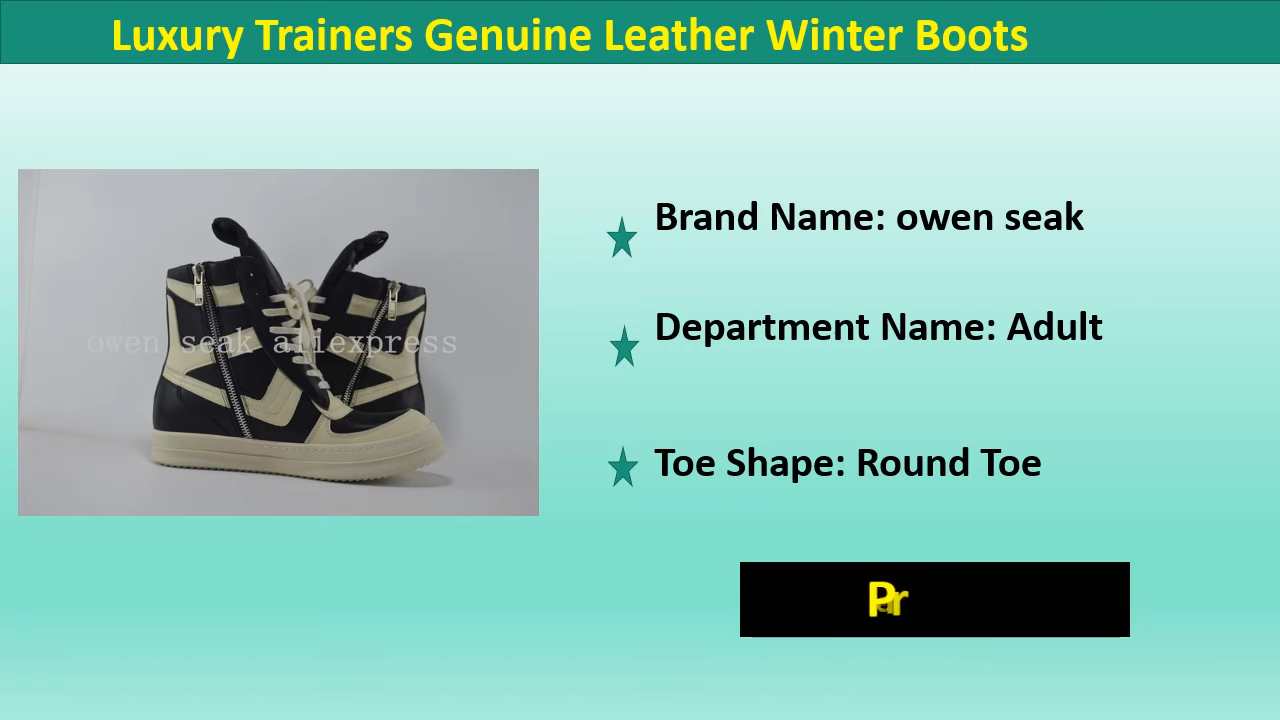 Luxury Trainers Genuine Leather Winter Boots
owen seak aliexpress
Brand Name: owen seak
Department Name: Adult
Toe Shape: Round Toe